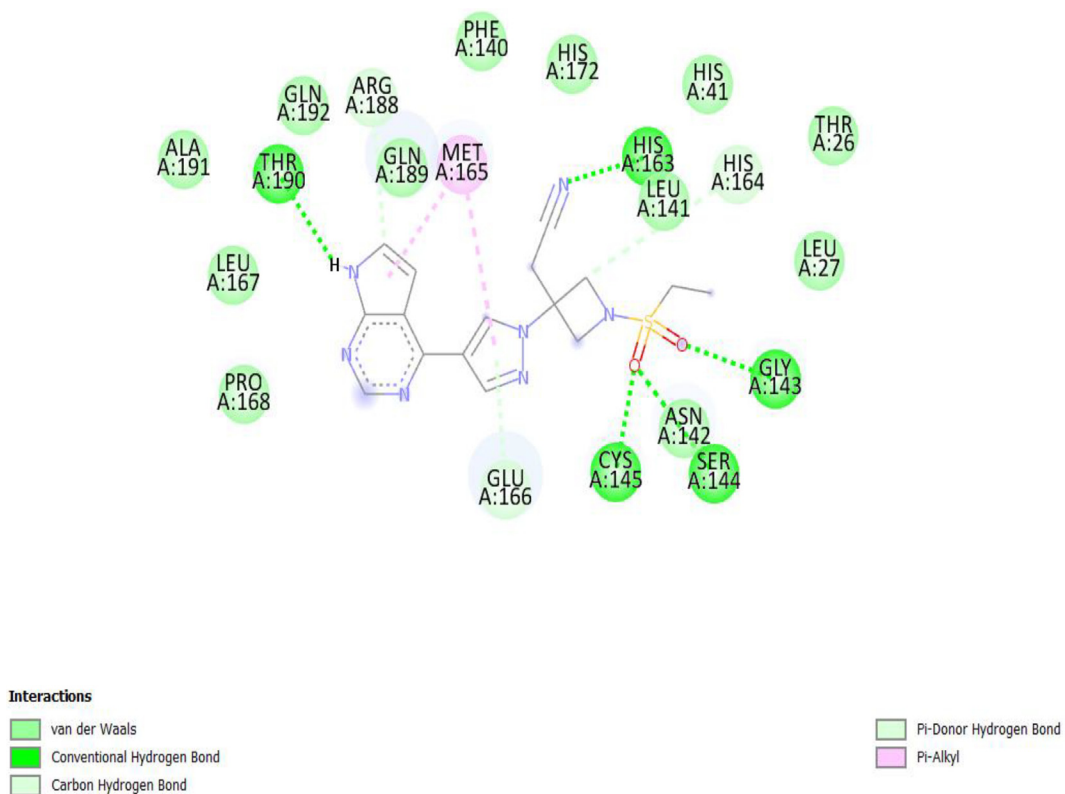 PHE
A:140
HIS
A:172
HIS
A:41
ARG
A:188
GLN
A:192
THR
A:26
ALA
A:191
THR
A:190
GLN
A:189
MET
A:165
HIS
A:163
HIS
A:164
LEU
A:141
N
H
N
LEU
A:167
LEU
A:27
N
N
S
N
O
N
N
O
GLY
A:143
PRO
A:168
ASN
A:142
GLU
A:166
CYS
A:145
SER
A:144
Interactions
van der Waals
Conventional Hydrogen Bond
Carbon Hydrogen Bond
Pi-Donor Hydrogen Bond
Pi-Alkyl